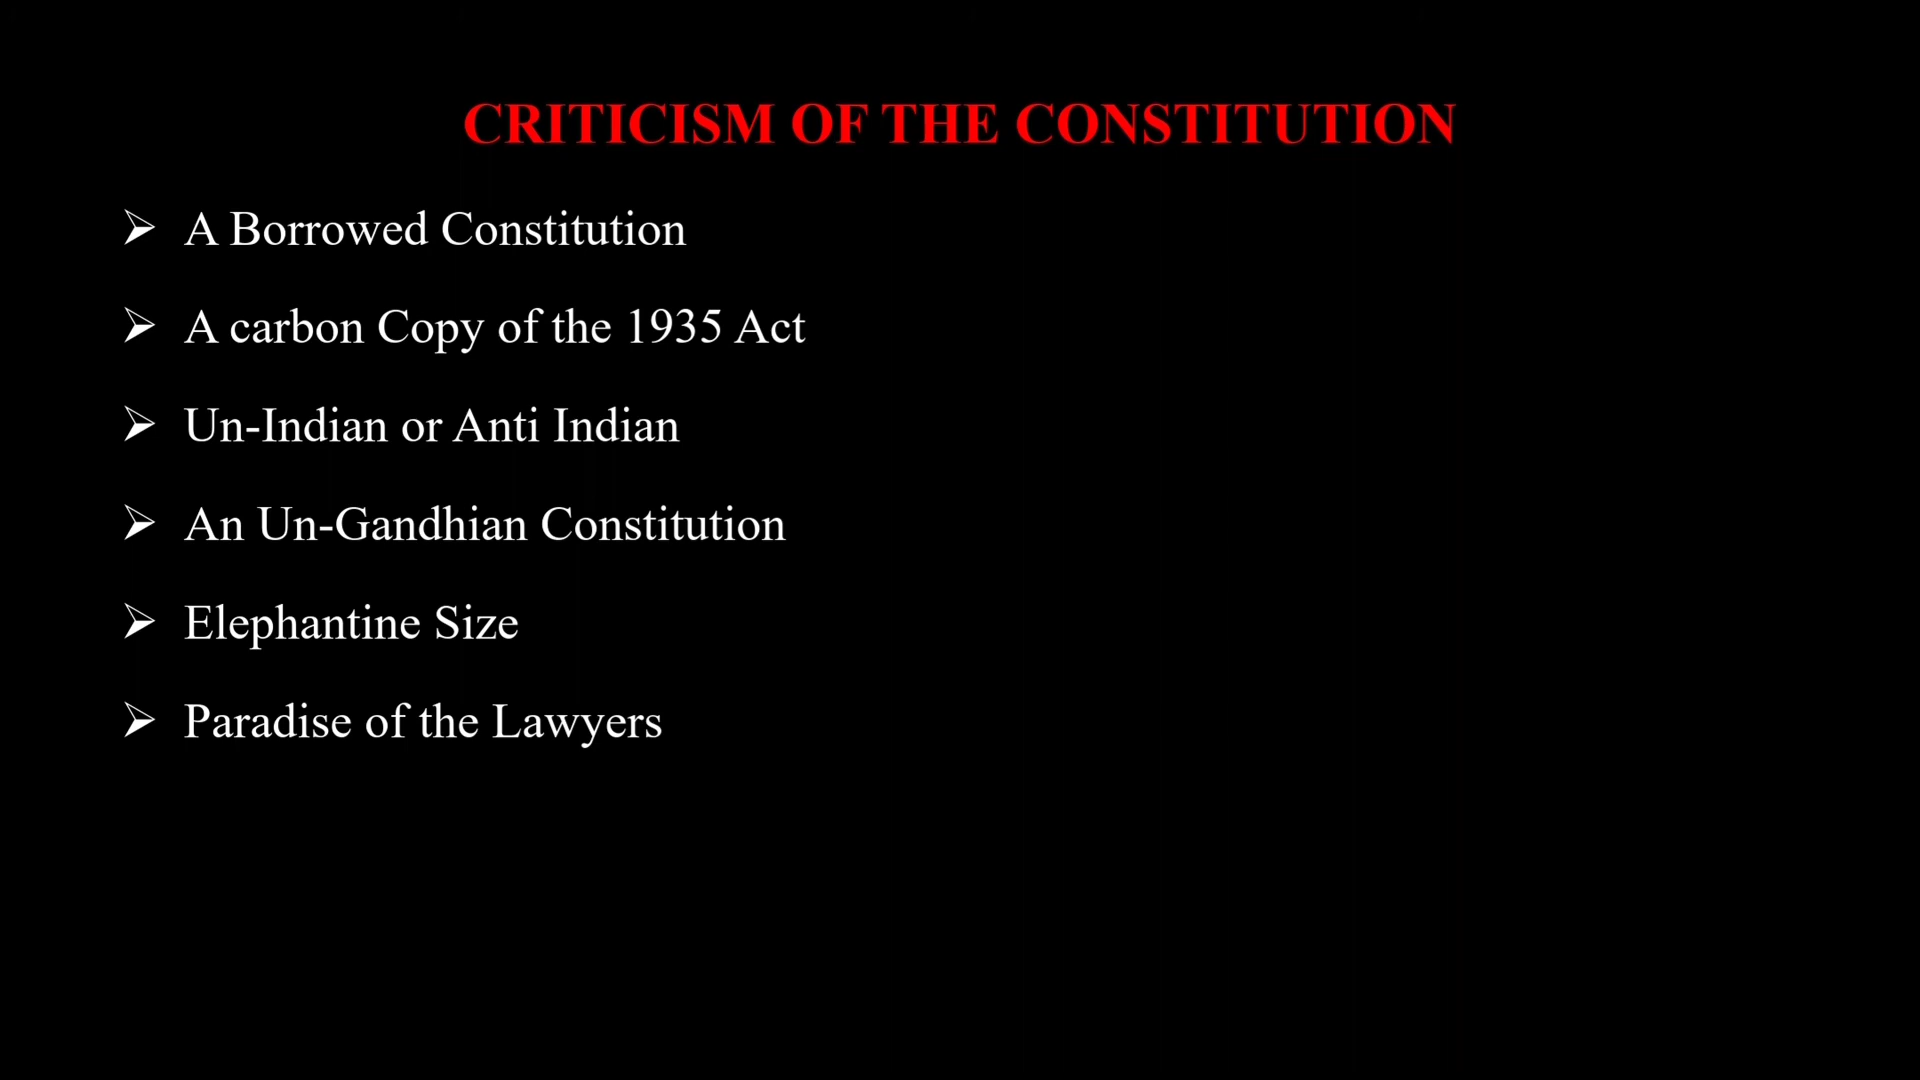 CRITICISM OF THE CONSTITUTION
➢ A Borrowed Constitution
➢ A carbon Copy of the 1935 Act
➢ Un-Indian or Anti Indian
➢ An Un-Gandhian Constitution
➢ Elephantine Size
➢ Paradise of the Lawyers